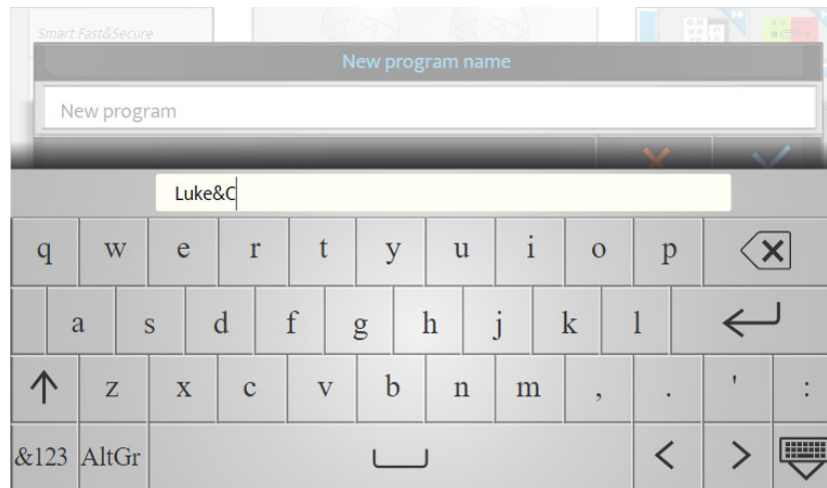 Smart Fast&Secure
New program name
New program
Luke&C
q w e r t y u i o p
a s d f g h j k l
z x c v b n m , . ' :
&123 AltGr < >